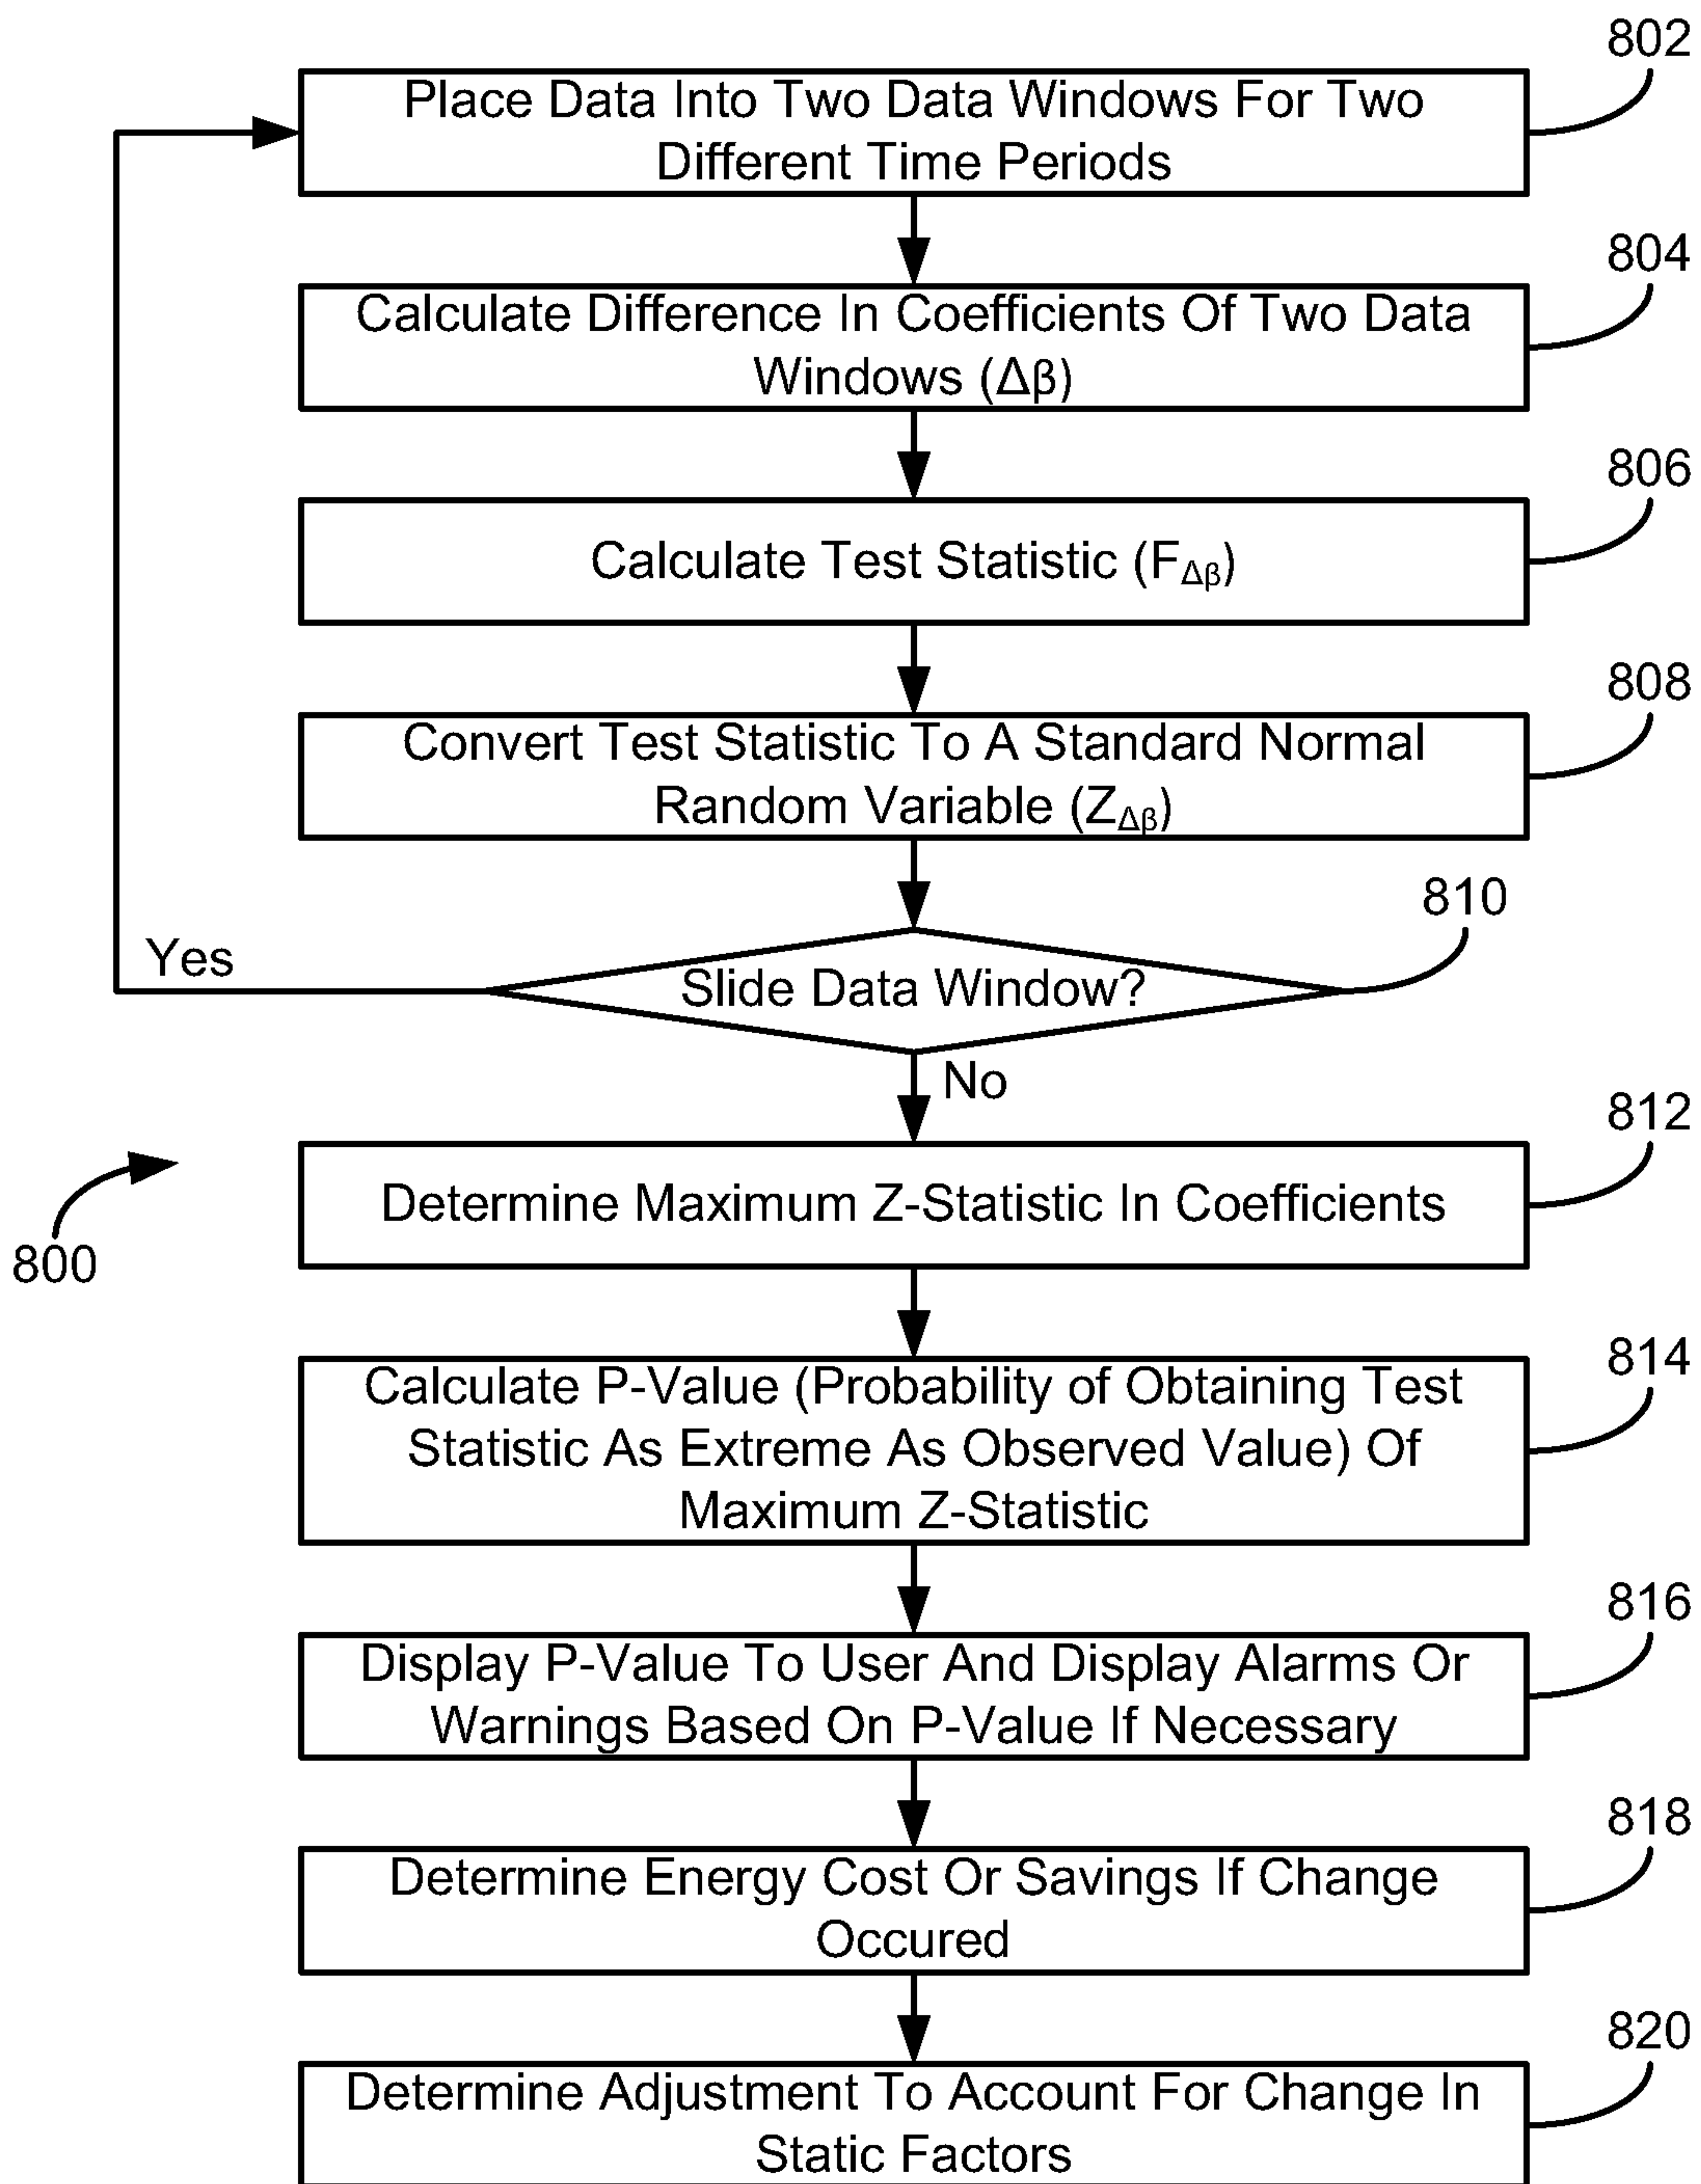 802
Place Data Into Two Data Windows For Two
Different Time Periods
804
Calculate Difference In Coefficients Of Two Data
Windows (Δβ)
806
Calculate Test Statistic (FΔβ)
808
Convert Test Statistic To A Standard Normal
Random Variable (ZΔβ)
810
Yes
Slide Data Window?
No
812
Determine Maximum Z-Statistic In Coefficients
800
814
Calculate P-Value (Probability of Obtaining Test
Statistic As Extreme As Observed Value) Of
Maximum Z-Statistic
816
Display P-Value To User And Display Alarms Or
Warnings Based On P-Value If Necessary
818
Determine Energy Cost Or Savings If Change
Occured
820
Determine Adjustment To Account For Change In
Static Factors